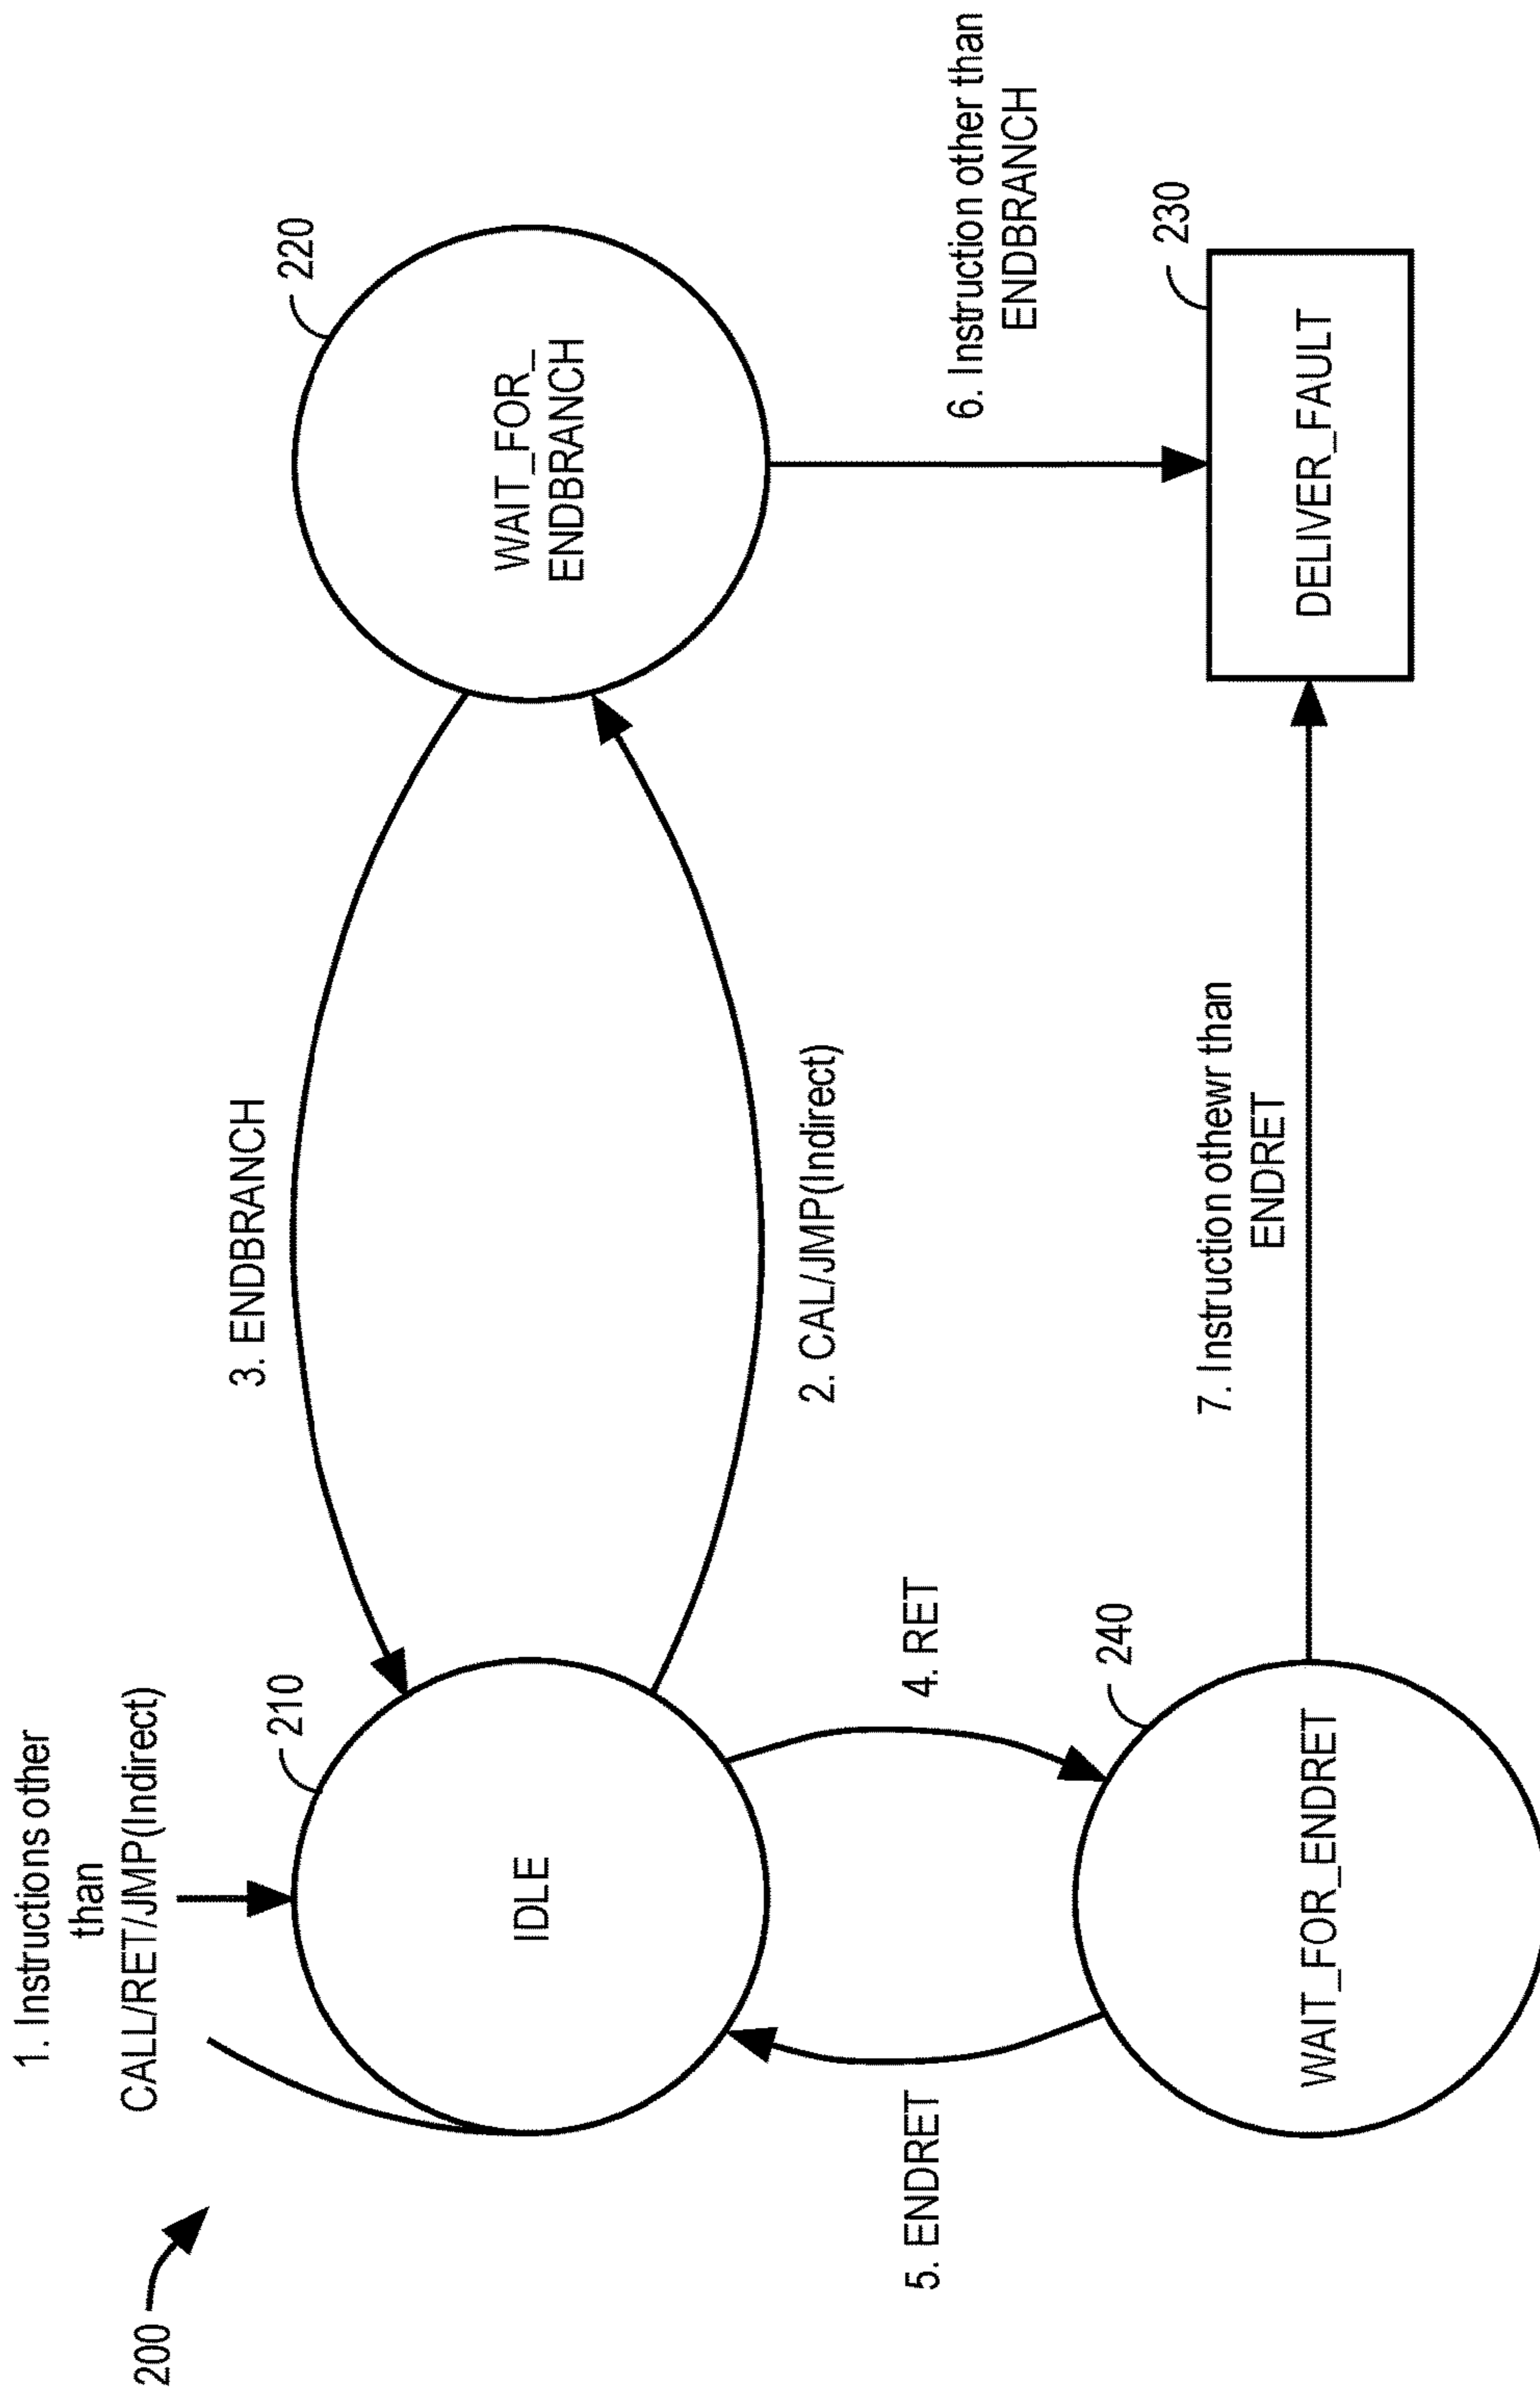 200
1. Instructions other
than
CALL/RET/JMP(Indirect)
210
IDLE
3. ENDBRANCH
2. CAL/JMP(Indirect)
220
WAIT_FOR_
ENDBRANCH
5. ENDRET
4. RET
6. Instruction other than
ENDBRANCH
240
WAIT_FOR_ENDRET
7. Instruction othewr than
ENDRET
230
DELIVER_FAULT